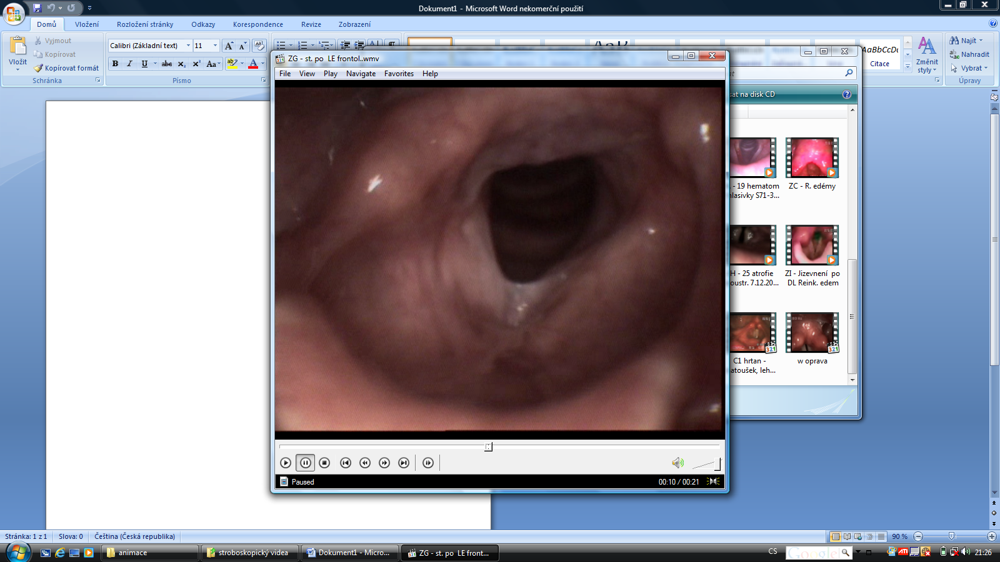 Dokument1 - Microsoft Word nekomerční použití
Domů
Vložení
Rozložení stránky
Odkazy
Korespondence
Revize
Zobrazení
Vložit
Vyjmout
Kopírovat
Kopírovat formát
Schránka
Calibri (Základní text)
11
Písmo
AaBbCcDc
Citace
Změnit
styly
Najít
Nahradit
Vybrat
Úpravy
ZG - st. po LE frontol..wmv
File View Play Navigate Favorites Help
sat na disk CD
- 19 hematom
hlasivky S71-3...
ZC - R. edémy
H - 25 atrofie
oustr. 7.12.20...
ZI - Jizevnení po
DL Reink. edem
C1 hrtan -
atoušek, leh...
w oprava
Paused
00:10 / 00:21
Stránka: 1 z 1
Slova: 0
Čeština (Česká republika)
90 %
animace
stroboskopický videa
Dokument1 - Micro...
ZG - st. po LE front...
CS
Google
ATI
21:26